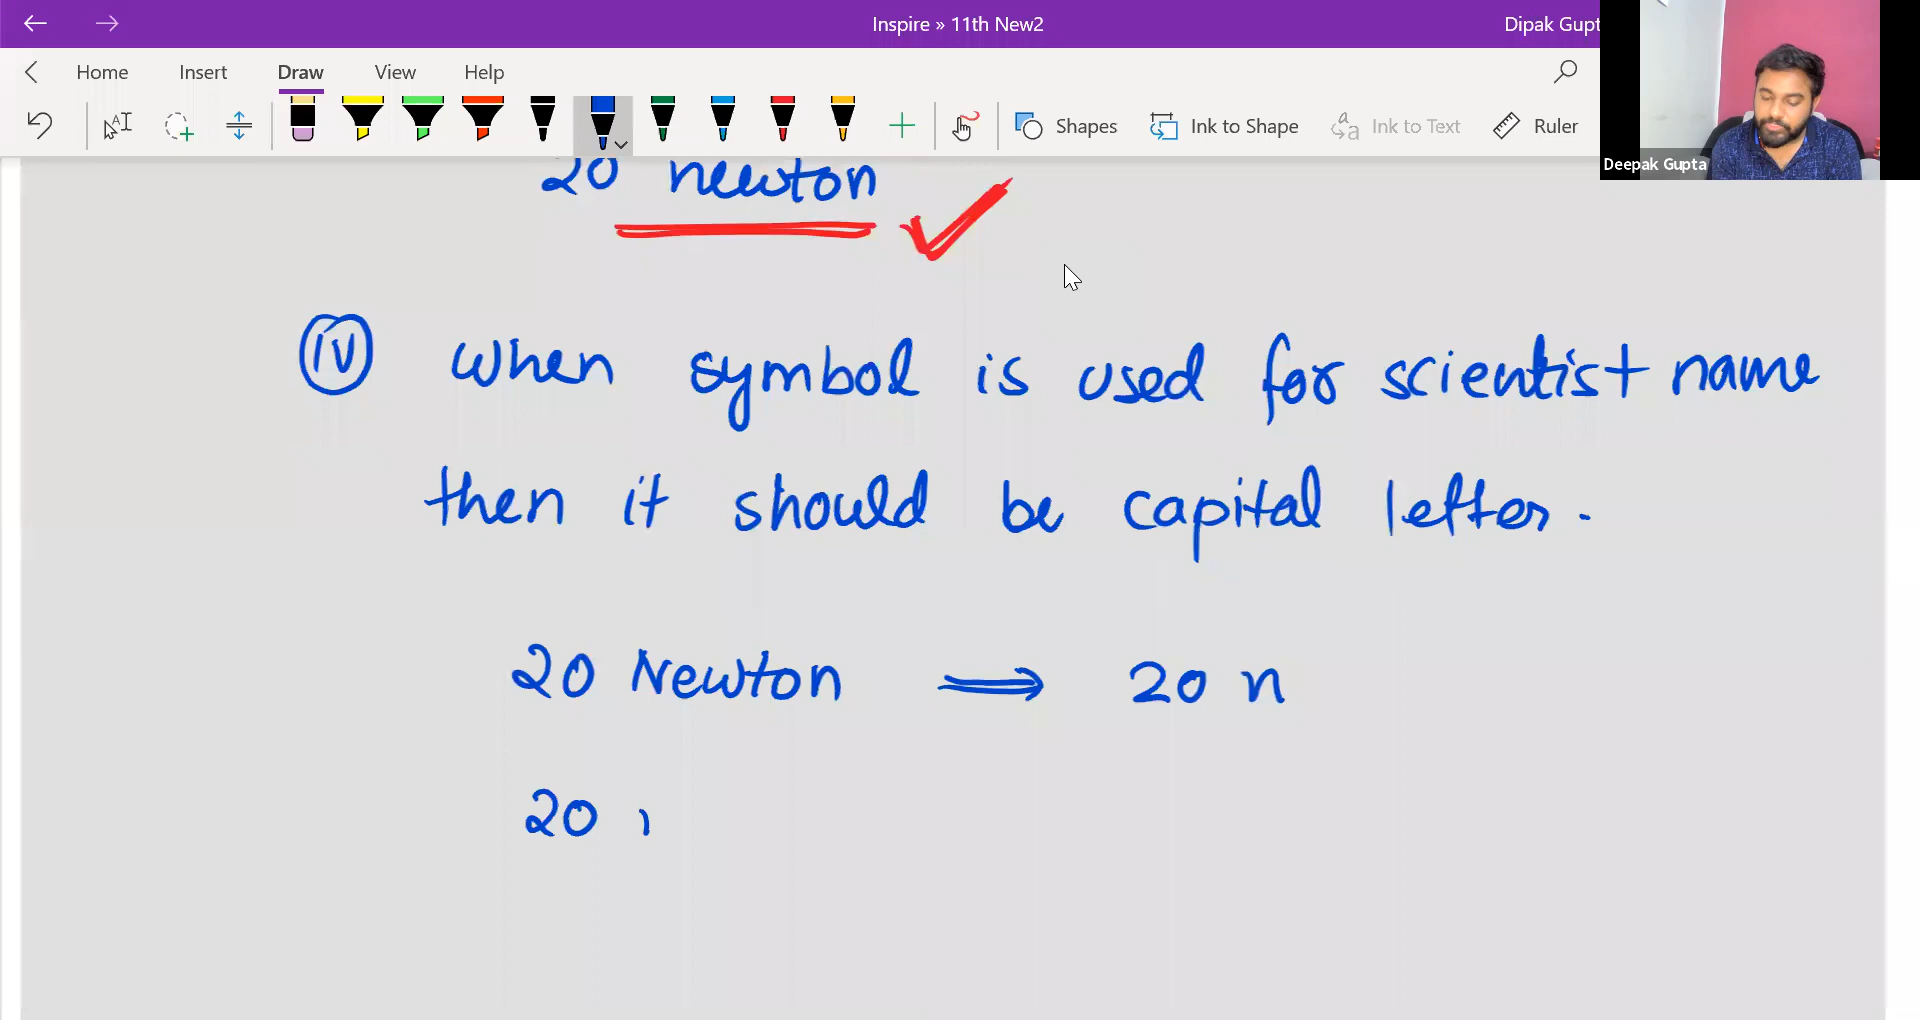 Inspire » 11th New2
Dipak Gupt
Home Insert Draw View Help
Shapes Ink to Shape Ink to Text Ruler
Deepak Gupta
20 newton
(iv) When symbol is used for scientist name
then it should be capital letter.
20 Newton ⟹ 20 n
20